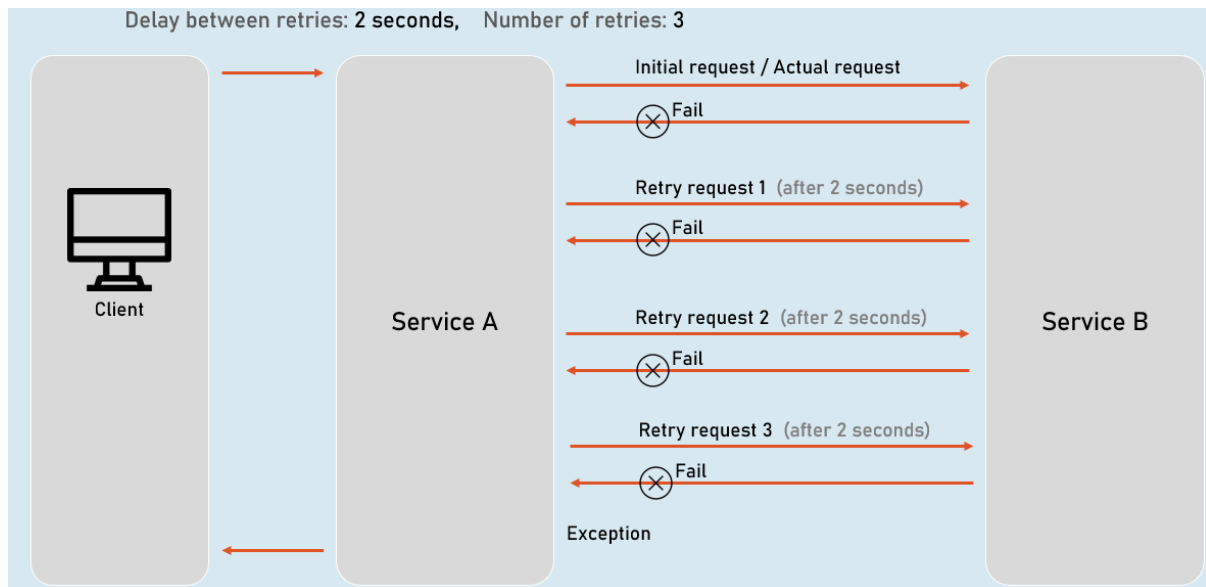 Delay between retries: 2 seconds, Number of retries: 3
Initial request / Actual request
Fail
Retry request 1 (after 2 seconds)
Fail
Client
Service A
Retry request 2 (after 2 seconds)
Service B
Fail
Retry request 3 (after 2 seconds)
Fail
Exception